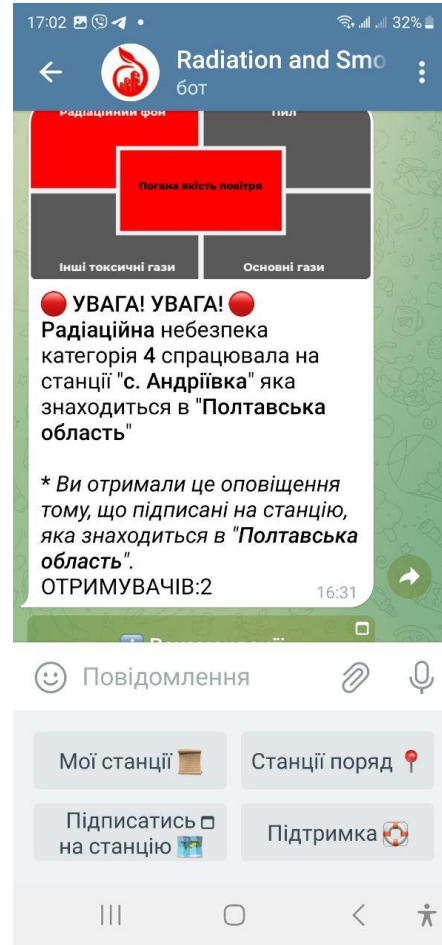 17:02
32%
Radiation and Smo
бот
Радіаційний фон
Пил
Погана якість повітря
Інші токсичні гази
Основні гази
УВАГА! УВАГА!
Радіаційна небезпека
категорія 4 спрацювала на
станції "с. Андріївка" яка
знаходиться в "Полтавська
область"
* Ви отримали це оповіщення
тому, що підписані на станцію,
яка знаходиться в "Полтавська
область".
ОТРИМУВАЧІВ:2
16:31
Повідомлення
Мої станції
Станції поряд
Підписатись
на станцію
Підтримка